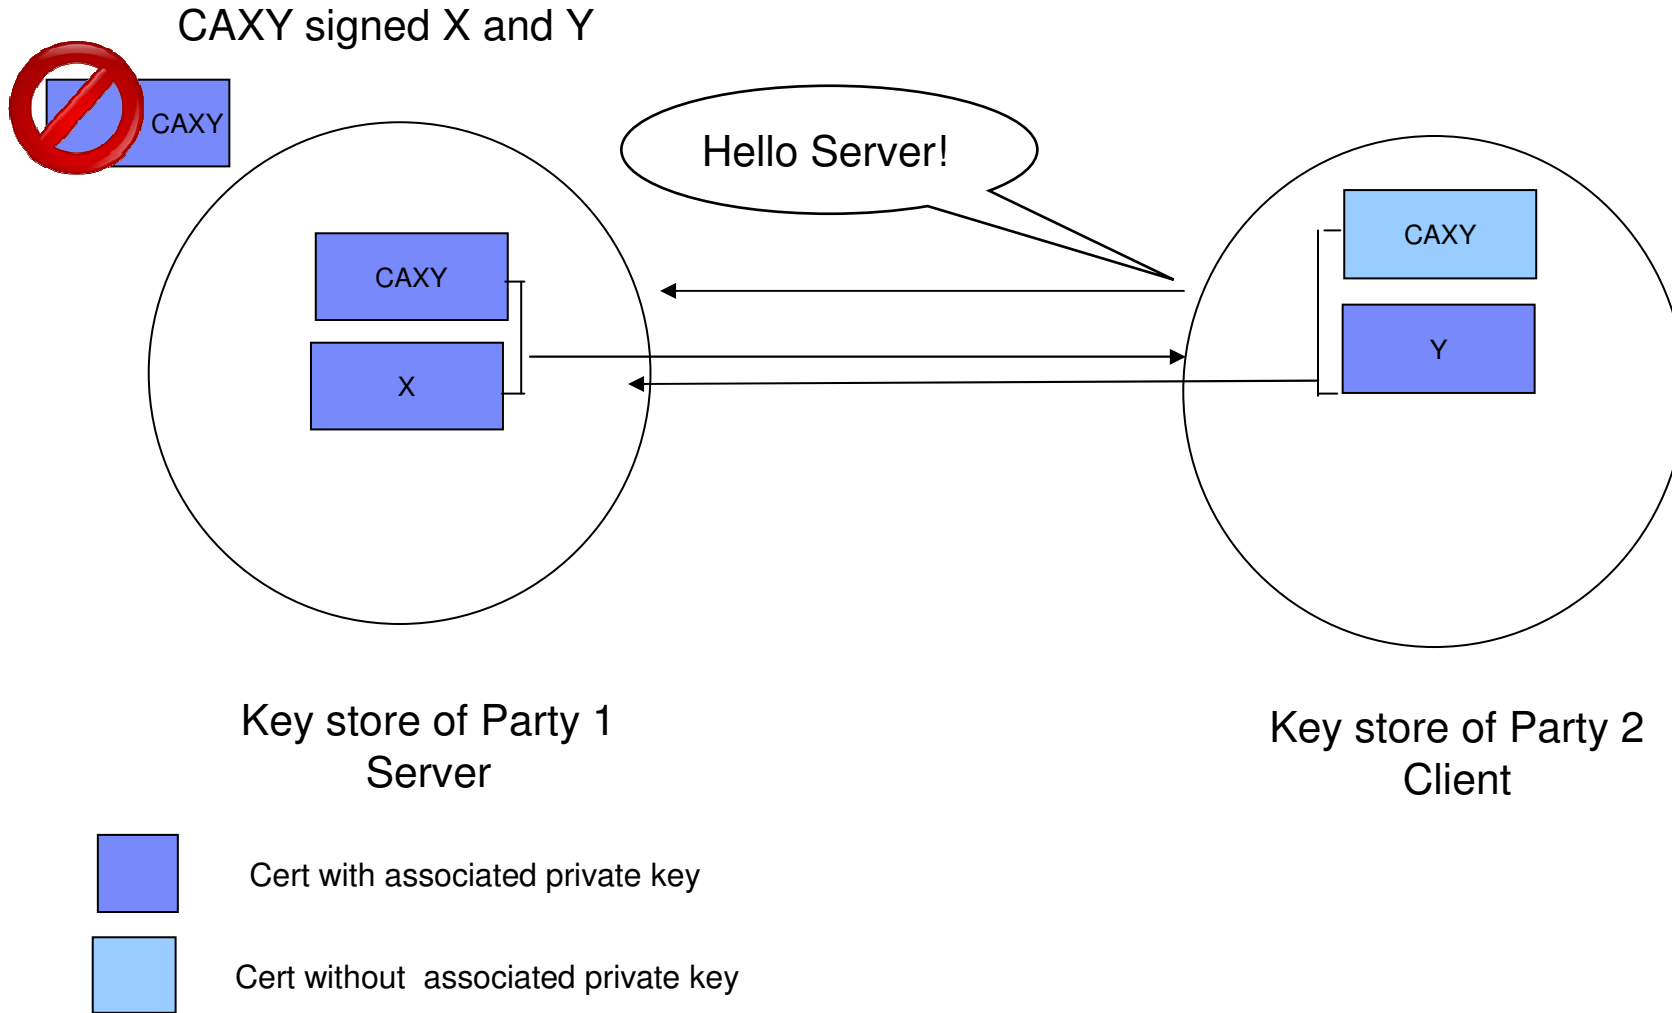 CAXY signed X and Y
CAXY
Hello Server!
CAXY
X
CAXY
Y
Key store of Party 1
Server
Key store of Party 2
Client
Cert with associated private key
Cert without  associated private key